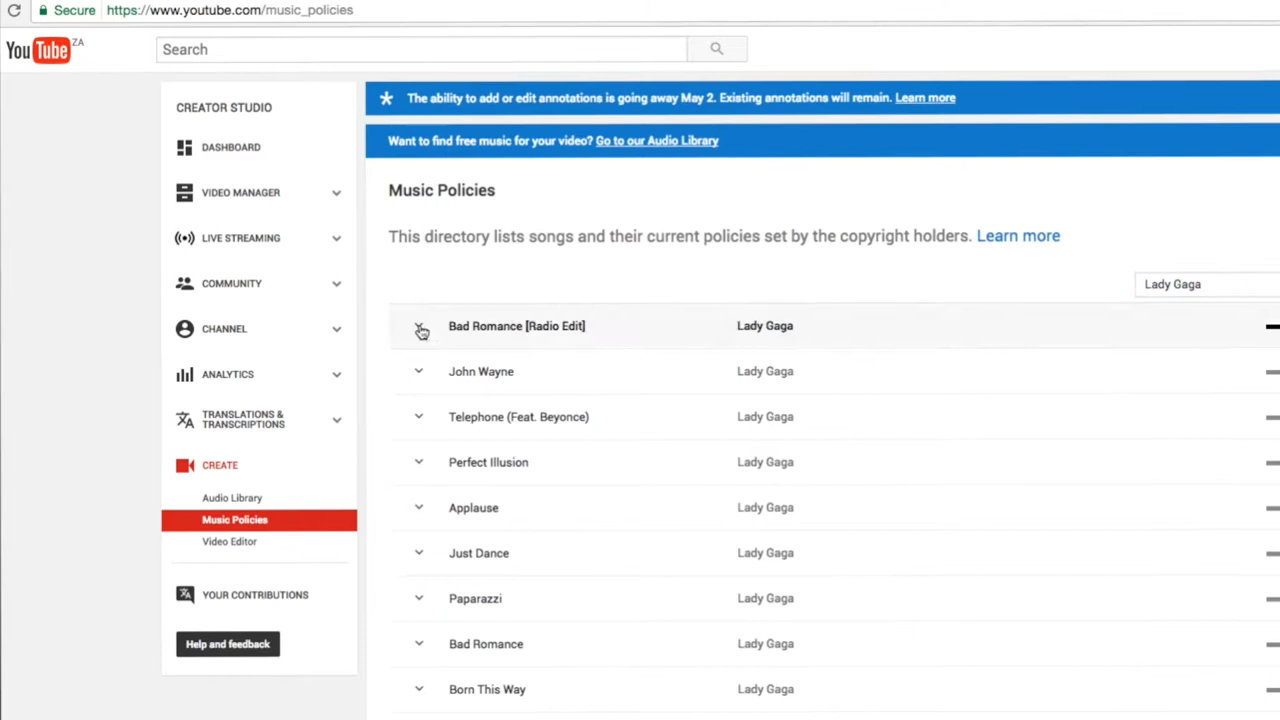 Secure https://www.youtube.com/music_policies
YouTube ZA
Search
CREATOR STUDIO
DASHBOARD
VIDEO MANAGER
LIVE STREAMING
COMMUNITY
CHANNEL
ANALYTICS
TRANSLATIONS &
TRANSCRIPTIONS
CREATE
Audio Library
Music Policies
Video Editor
YOUR CONTRIBUTIONS
Help and feedback
The ability to add or edit annotations is going away May 2. Existing annotations will remain. Learn more
Want to find free music for your video? Go to our Audio Library
Music Policies
This directory lists songs and their current policies set by the copyright holders. Learn more
Lady Gaga
Bad Romance [Radio Edit] Lady Gaga
John Wayne Lady Gaga
Telephone (Feat. Beyonce) Lady Gaga
Perfect Illusion Lady Gaga
Applause Lady Gaga
Just Dance Lady Gaga
Paparazzi Lady Gaga
Bad Romance Lady Gaga
Born This Way Lady Gaga